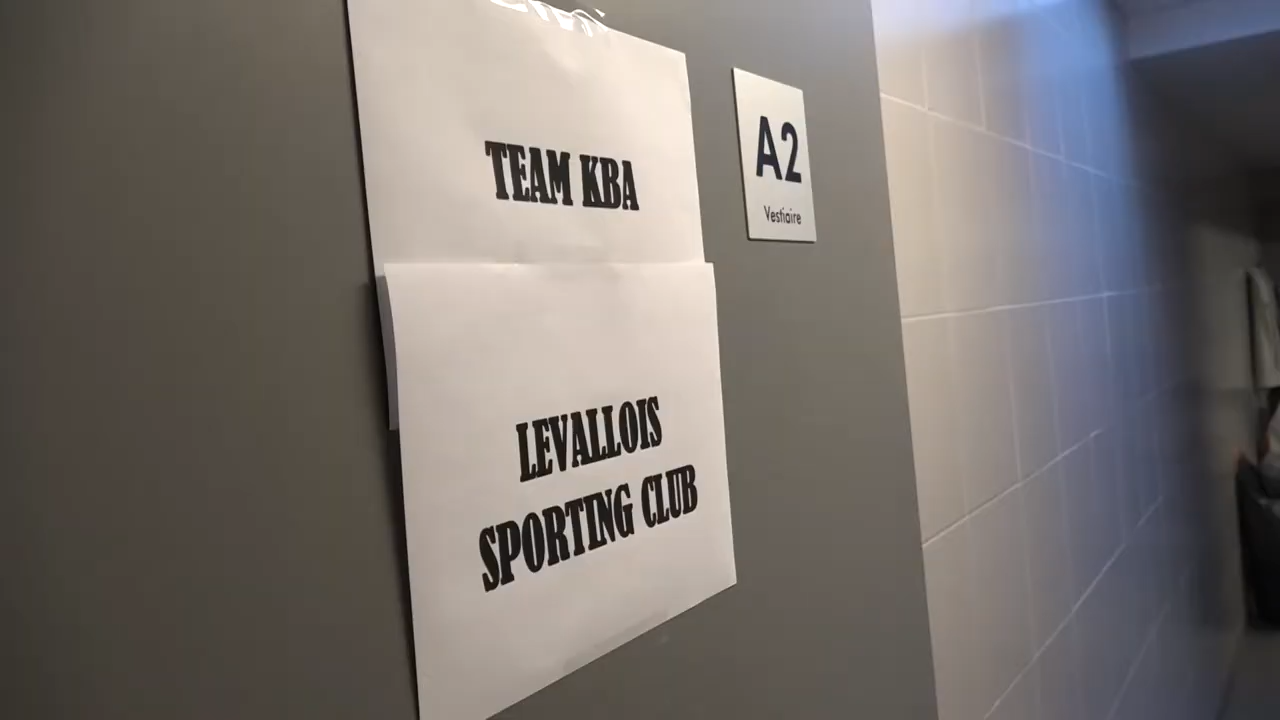 TEAM KBA
LEVALLOIS
SPORTING CLUB
A2
Vestiaire